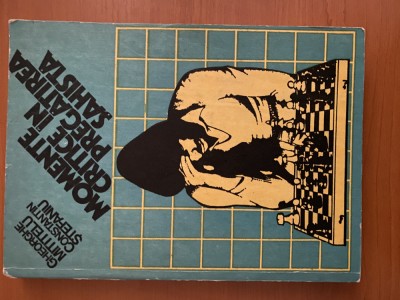 GHEORGHE
MITITELU
CONSTANTIN
ŞTEFANIU
MOMENTE
CRITICE ÎN
PREGĂTIREA
ŞAHISTĂ